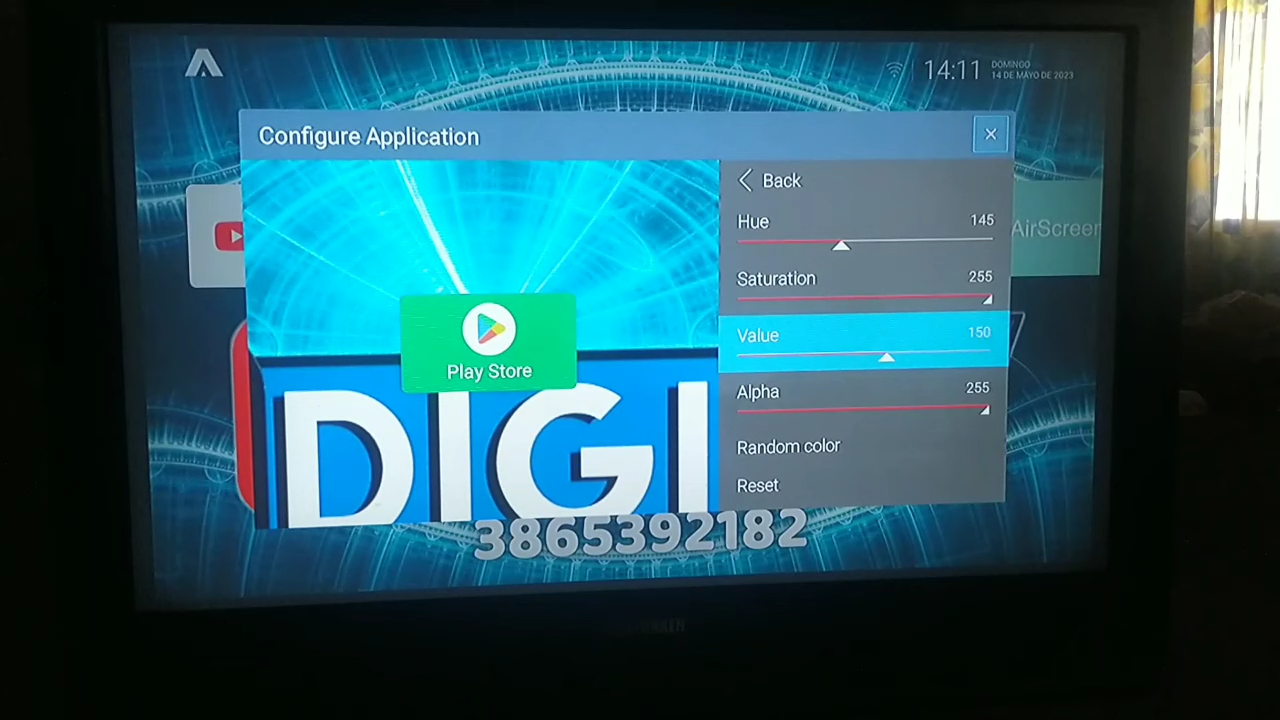 14:11
DOMINGO
14 DE MAYO DE 2023
Configure Application
Back
Hue 145
AirScreen
Saturation 255
Value 150
Play Store
Alpha 255
DIGI
Random color
Reset
3865392182